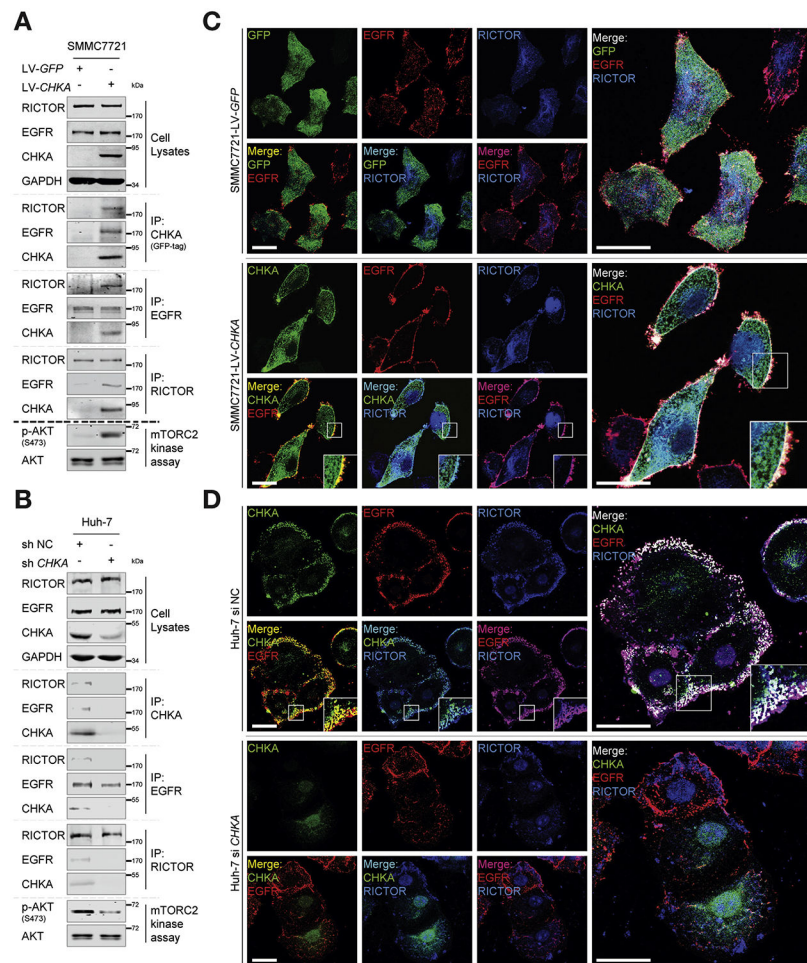 A
SMMC7721
LV-GFP + -
LV-CHKA - + kDa
RICTOR
170
EGFR
170
CHKA
95
GAPDH
34
Cell
Lysates
RICTOR
170
EGFR
170
CHKA
95
IP:
CHKA
(GFP-tag)
RICTOR
170
EGFR
170
CHKA
95
IP:
EGFR
RICTOR
170
EGFR
170
CHKA
95
IP:
RICTOR
p-AKT
(S473)
72
AKT
72
mTORC2
kinase
assay
B
Huh-7
sh NC + -
sh CHKA - + kDa
RICTOR
170
EGFR
170
CHKA
55
GAPDH
34
Cell
Lysates
RICTOR
170
EGFR
170
CHKA
55
IP:
CHKA
RICTOR
170
EGFR
170
CHKA
55
IP:
EGFR
RICTOR
170
EGFR
170
CHKA
55
IP:
RICTOR
p-AKT
(S473)
72
AKT
72
mTORC2
kinase
assay
C
SMMC7721-LV-GFP
GFP
EGFR
RICTOR
Merge:
GFP
EGFR
RICTOR
Merge:
GFP
EGFR
Merge:
GFP
RICTOR
Merge:
EGFR
RICTOR
SMMC7721-LV-CHKA
CHKA
EGFR
RICTOR
Merge:
CHKA
EGFR
RICTOR
Merge:
CHKA
EGFR
Merge:
CHKA
RICTOR
Merge:
EGFR
RICTOR
D
Huh-7 si NC
CHKA
EGFR
RICTOR
Merge:
CHKA
EGFR
RICTOR
Merge:
CHKA
EGFR
Merge:
CHKA
RICTOR
Merge:
EGFR
RICTOR
Huh-7 si CHKA
CHKA
EGFR
RICTOR
Merge:
CHKA
EGFR
RICTOR
Merge:
CHKA
EGFR
Merge:
CHKA
RICTOR
Merge:
EGFR
RICTOR